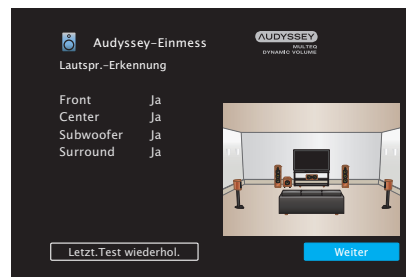 Audyssey-Einmess
AUDYSSEY
MULTEQ
DYNAMIC VOLUME
Lautspr.-Erkennung
Front Ja
Center Ja
Subwoofer Ja
Surround Ja
Letzt.Test wiederhol.
Weiter